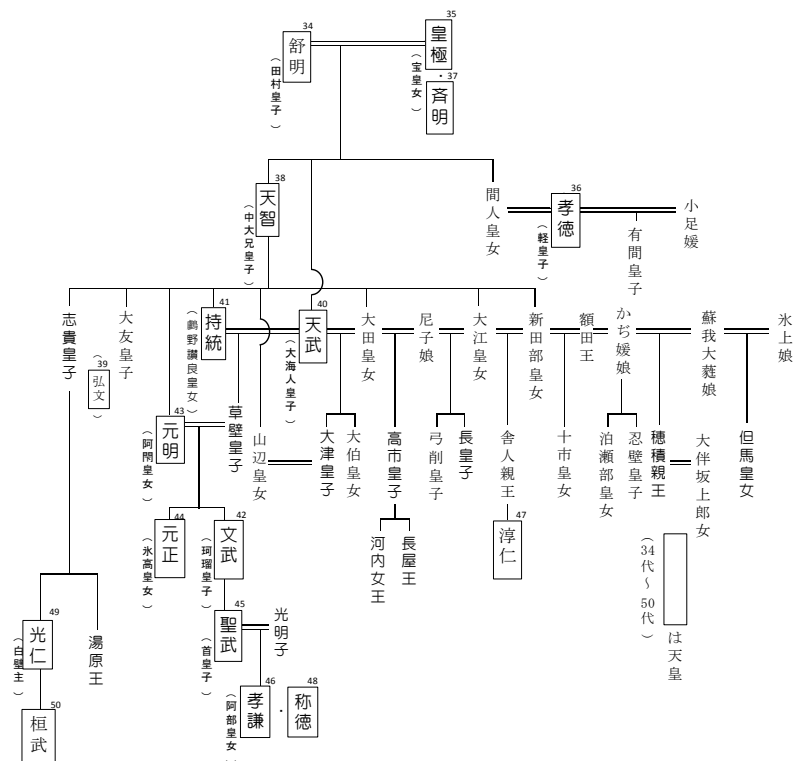 34
舒明
（田村皇子）
35
皇極
（宝皇女）
・
37
斉明
38
天智
（中大兄皇子）
間人皇女
36
孝徳
（軽皇子）
有間皇子
小足媛
志貴皇子
大友皇子
39
（弘文）
41
持統
（鸕野讃良皇女）
40
天武
（大海人皇子）
大田皇女
尼子娘
大江皇女
新田部皇女
額田王
かぢ媛娘
蘇我大蕤娘
氷上娘
43
元明
（阿閇皇女）
草壁皇子
山辺皇女
大津皇子
大伯皇女
高市皇子
弓削皇子
長皇子
舎人親王
十市皇女
泊瀬部皇女
忍壁皇子
穂積親王
大伴坂上郎女
但馬皇女
44
元正
（氷高皇女）
42
文武
（珂瑠皇子）
河内女王
長屋王
47
淳仁
は天皇
（34代～50代）
49
光仁
（白壁主）
湯原王
45
聖武
（首皇子）
光明子
50
桓武
46
孝謙
（阿部皇女）
・
48
称徳